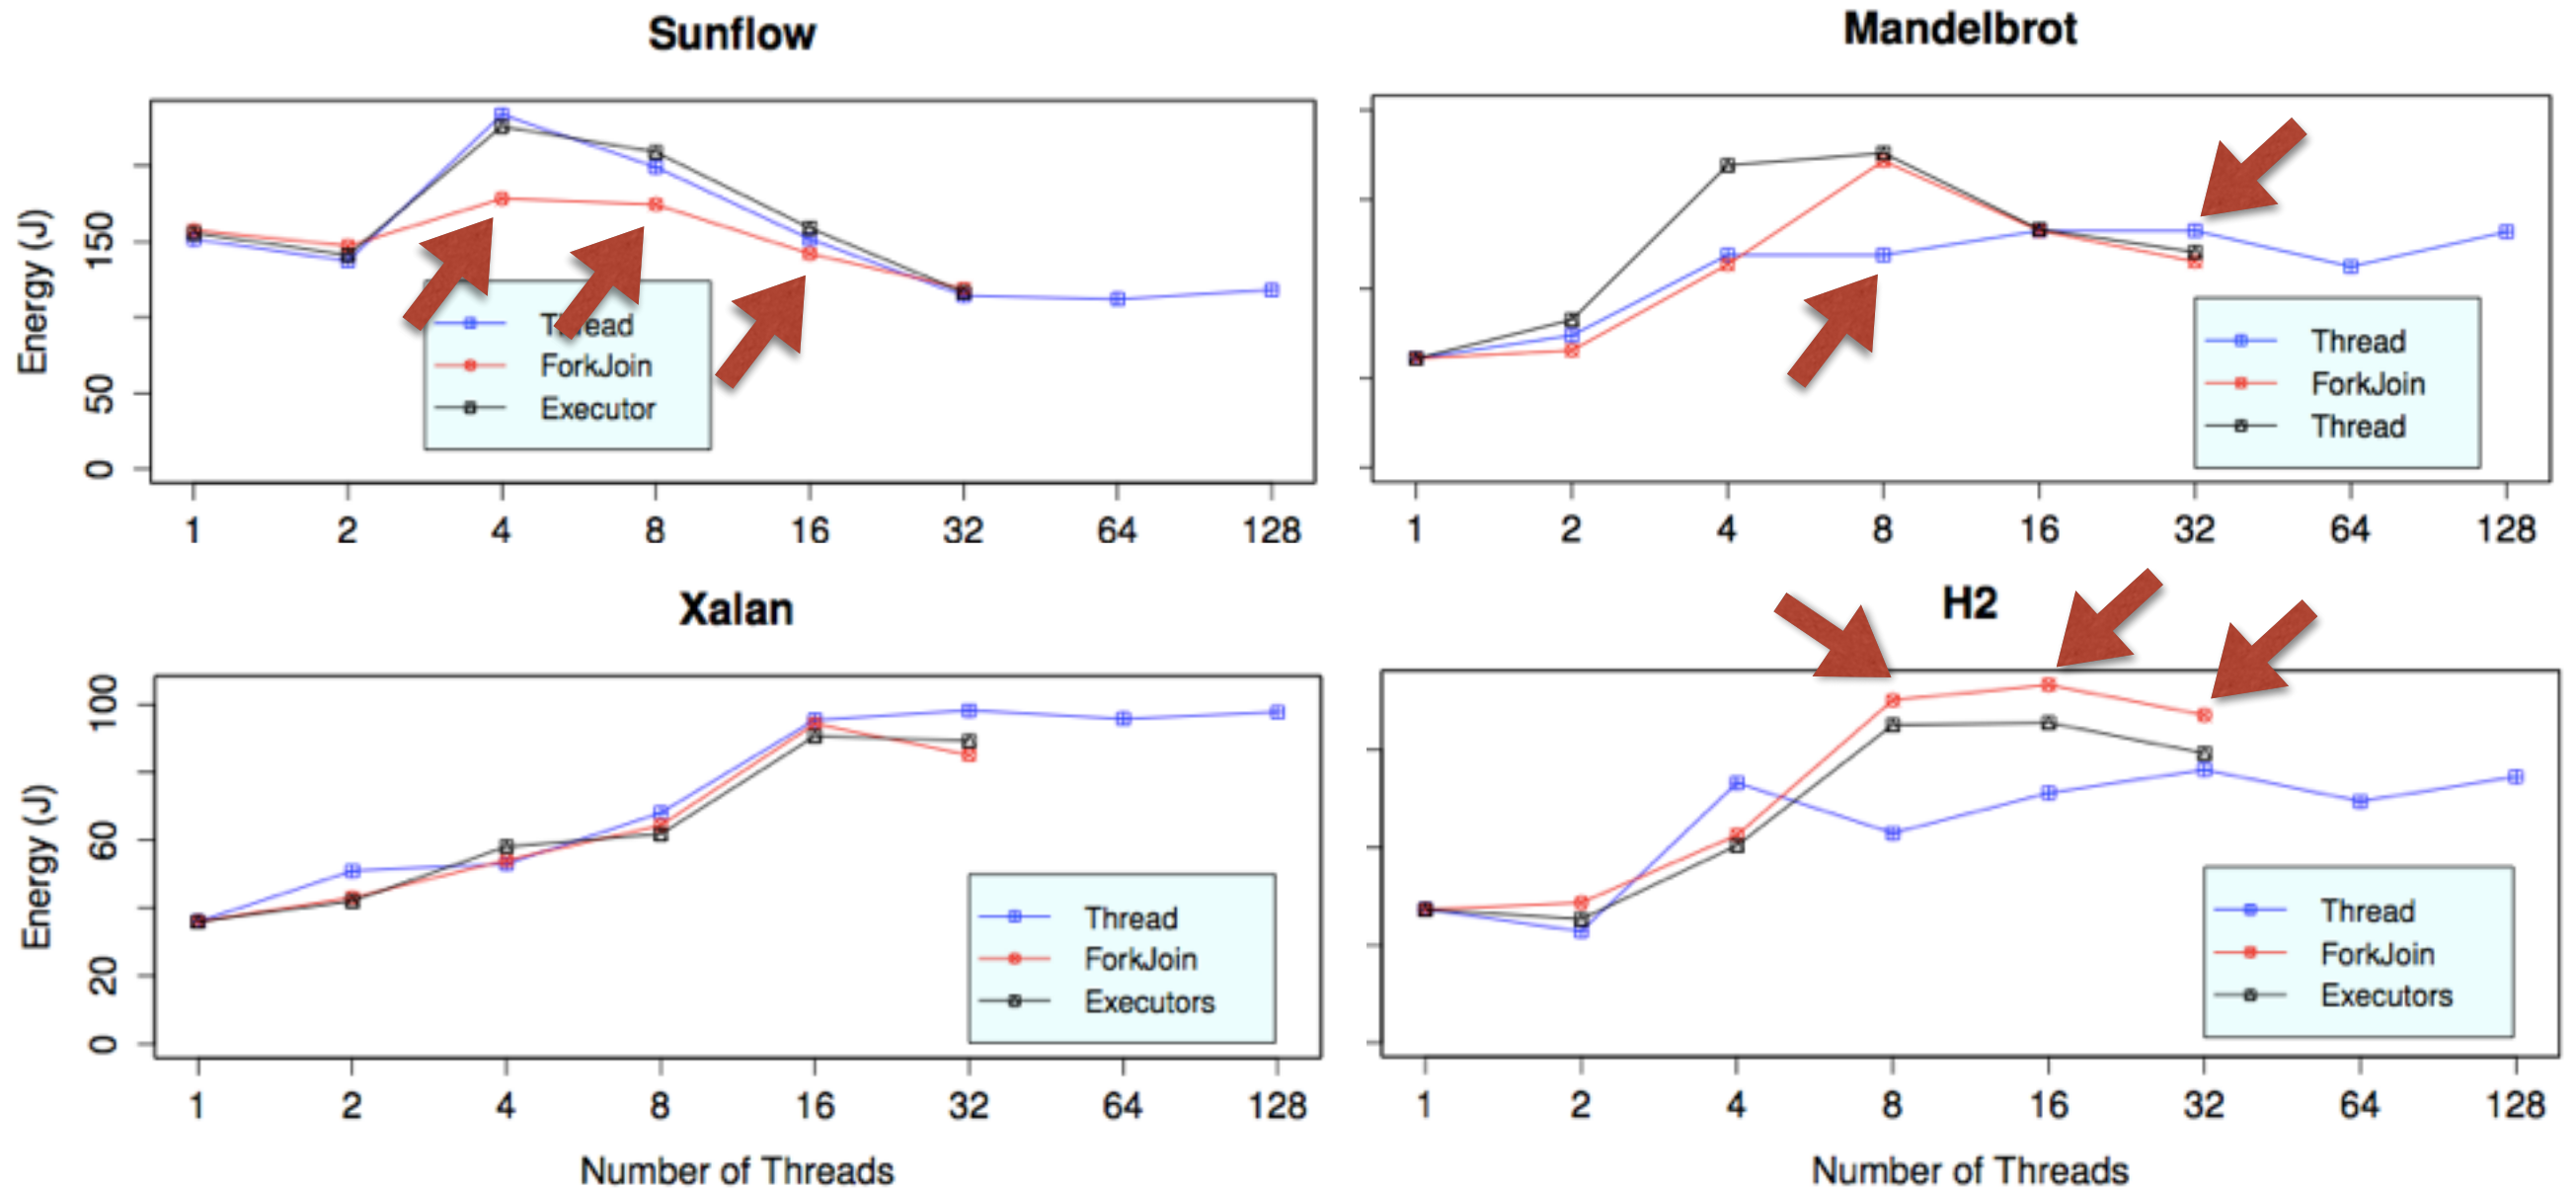 Sunflow
Energy (J)
150
50
0
Thread
ForkJoin
Executor
1 2 4 8 16 32 64 128
Mandelbrot
Thread
ForkJoin
Thread
1 2 4 8 16 32 64 128
Xalan
Energy (J)
100
60
20
0
Thread
ForkJoin
Executors
1 2 4 8 16 32 64 128
Number of Threads
H2
Thread
ForkJoin
Executors
1 2 4 8 16 32 64 128
Number of Threads